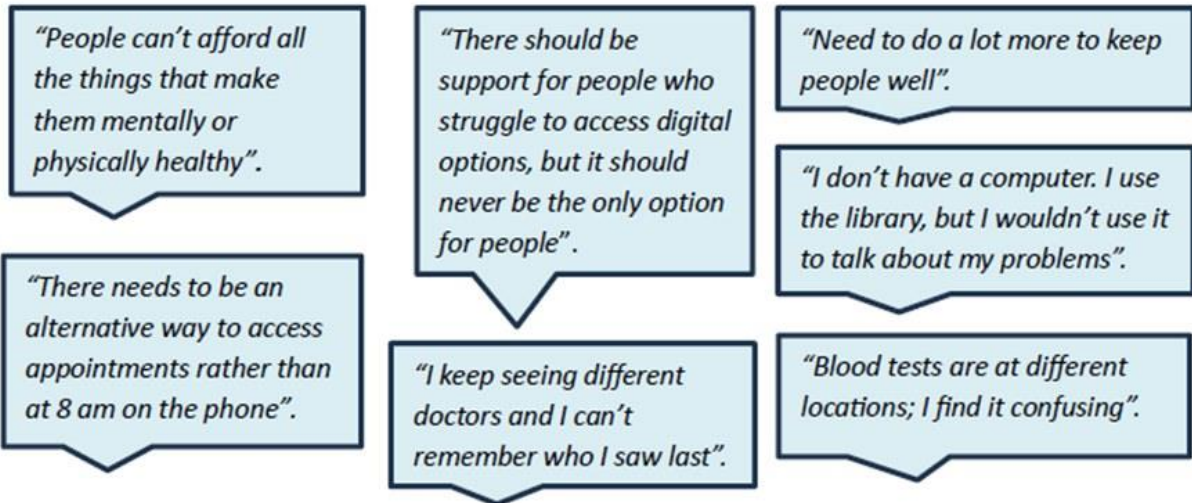 “People can’t afford all
the things that make
them mentally or
physically healthy”.
“There needs to be an
alternative way to access
appointments rather than
at 8 am on the phone”.
“There should be
support for people who
struggle to access digital
options, but it should
never be the only option
for people”.
“I keep seeing different
doctors and I can’t
remember who I saw last”.
“Need to do a lot more to keep
people well”.
“I don’t have a computer. I use
the library, but I wouldn’t use it
to talk about my problems”.
“Blood tests are at different
locations; I find it confusing”.